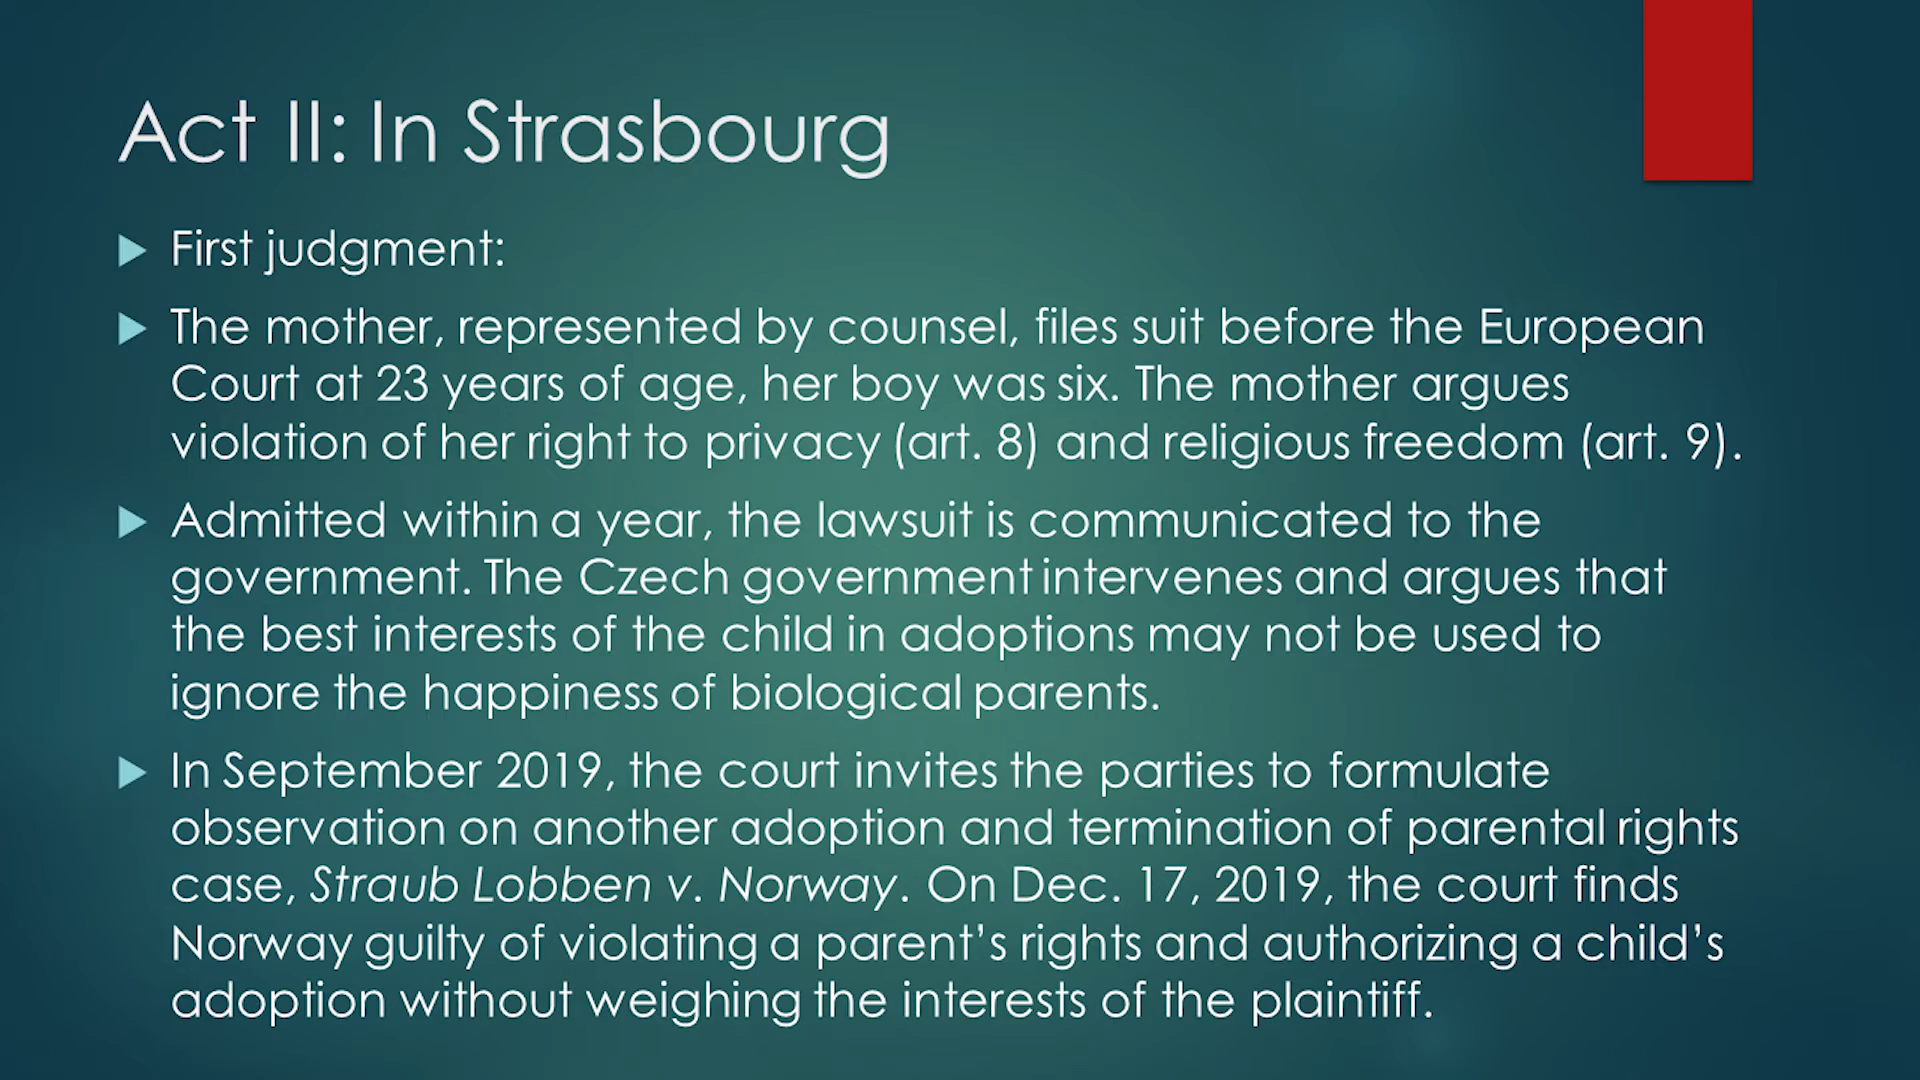 Act II: In Strasbourg
First judgment:
The mother, represented by counsel, files suit before the European
Court at 23 years of age, her boy was six. The mother argues
violation of her right to privacy (art. 8) and religious freedom (art. 9).
Admitted within a year, the lawsuit is communicated to the
government. The Czech government intervenes and argues that
the best interests of the child in adoptions may not be used to
ignore the happiness of biological parents.
In September 2019, the court invites the parties to formulate
observation on another adoption and termination of parental rights
case, Straub Lobben v. Norway. On Dec. 17, 2019, the court finds
Norway guilty of violating a parent's rights and authorizing a child's
adoption without weighing the interests of the plaintiff.